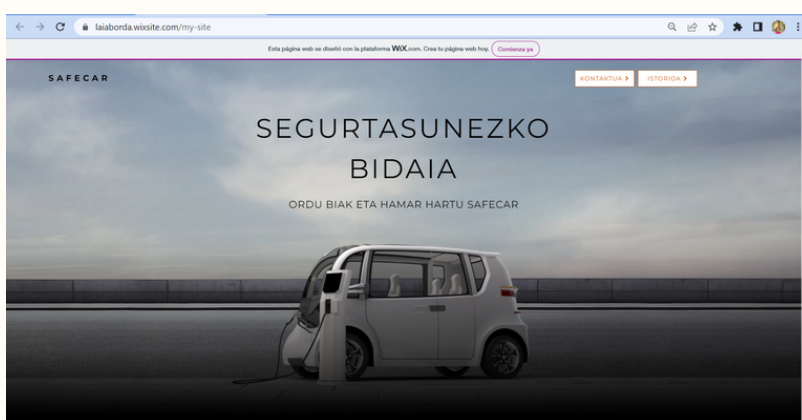 laiaborda.wixsite.com/my-site
Esta página web se diseñó con la plataforma WiX.com. Crea tu página web hoy. Comienza ya
SAFECAR
KONTAKTUA >
ISTORIOA >
SEGURTASUNEZKO
BIDAIA
ORDU BIAK ETA HAMAR HARTU SAFECAR